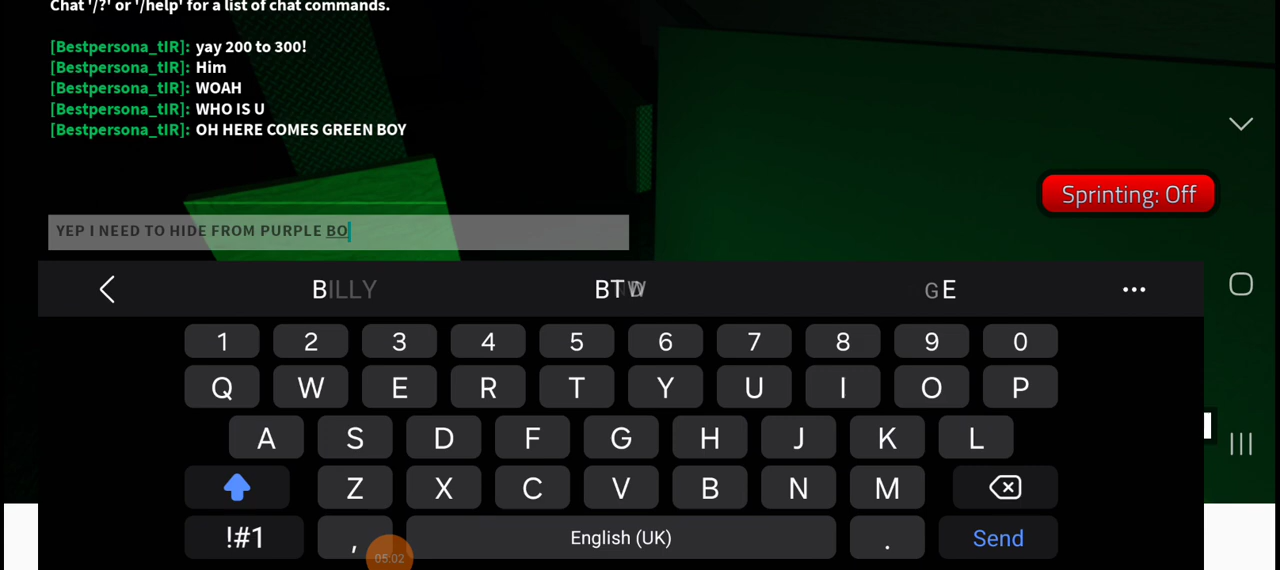 Chat '/?' or '/help' for a list of chat commands.
[Bestpersona_tIR]: yay 200 to 300!
[Bestpersona_tIR]: Him
[Bestpersona_tIR]: WOAH
[Bestpersona_tIR]: WHO IS U
[Bestpersona_tIR]: OH HERE COMES GREEN BOY
Sprinting: Off
YEP I NEED TO HIDE FROM PURPLE BO
BILLY
1 2 3 4 5 6 7 8 9 0
Q W E R T Y U I O P
A S D F G H J K L
Z X C V B N M
!#1 , English (UK) . Send
05:02